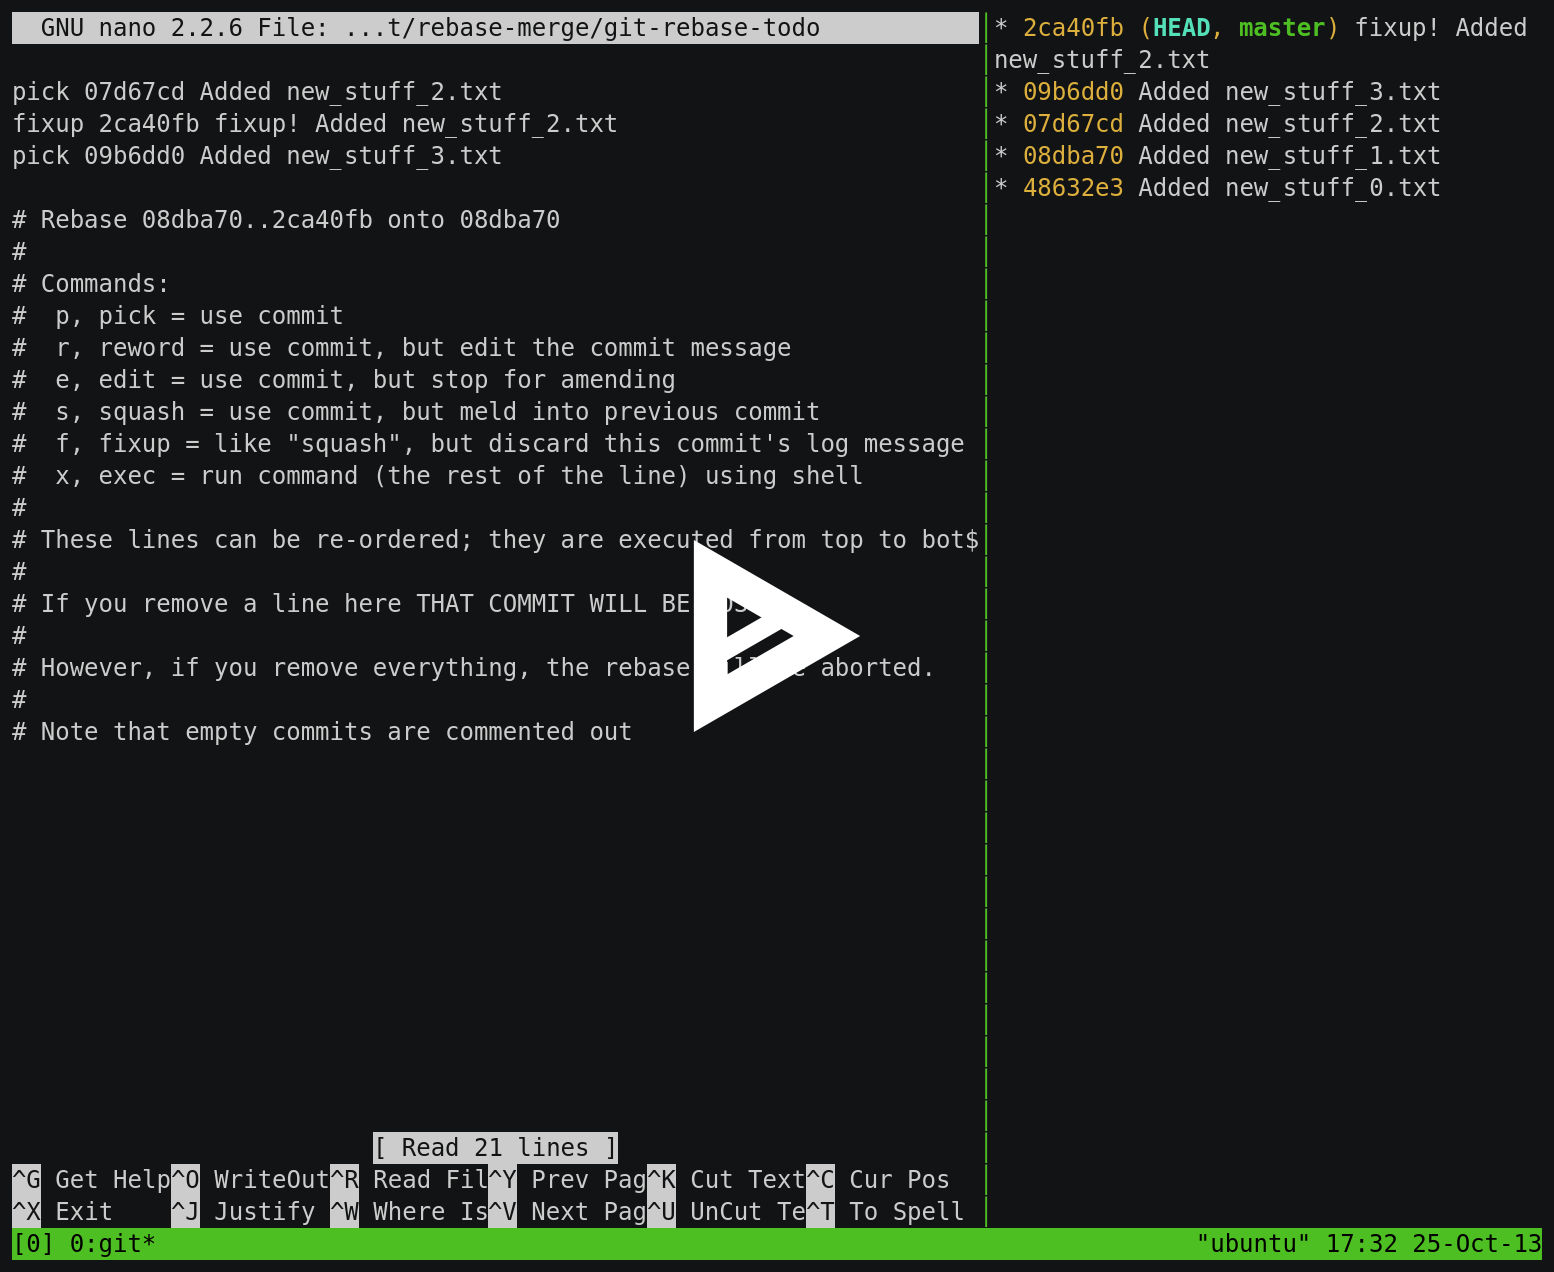 GNU nano 2.2.6 File: ...t/rebase-merge/git-rebase-todo
pick 07d67cd Added new_stuff_2.txt
fixup 2ca40fb fixup! Added new_stuff_2.txt
pick 09b6dd0 Added new_stuff_3.txt
# Rebase 08dba70..2ca40fb onto 08dba70
#
# Commands:
#  p, pick = use commit
#  r, reword = use commit, but edit the commit message
#  e, edit = use commit, but stop for amending
#  s, squash = use commit, but meld into previous commit
#  f, fixup = like "squash", but discard this commit's log message
#  x, exec = run command (the rest of the line) using shell
#
# These lines can be re-ordered; they are executed from top to bot$
#
# If you remove a line here THAT COMMIT WILL BE
#
# However, if you remove everything, the rebase aborted.
#
# Note that empty commits are commented out
[ Read 21 lines ]
^G Get Help^O WriteOut^R Read Fil^Y Prev Pag^K Cut Text^C Cur Pos
^X Exit    ^J Justify ^W Where Is^V Next Pag^U UnCut Te^T To Spell
* 2ca40fb (HEAD, master) fixup! Added
new_stuff_2.txt
* 09b6dd0 Added new_stuff_3.txt
* 07d67cd Added new_stuff_2.txt
* 08dba70 Added new_stuff_1.txt
* 48632e3 Added new_stuff_0.txt
[0] 0:git* "ubuntu" 17:32 25-Oct-13